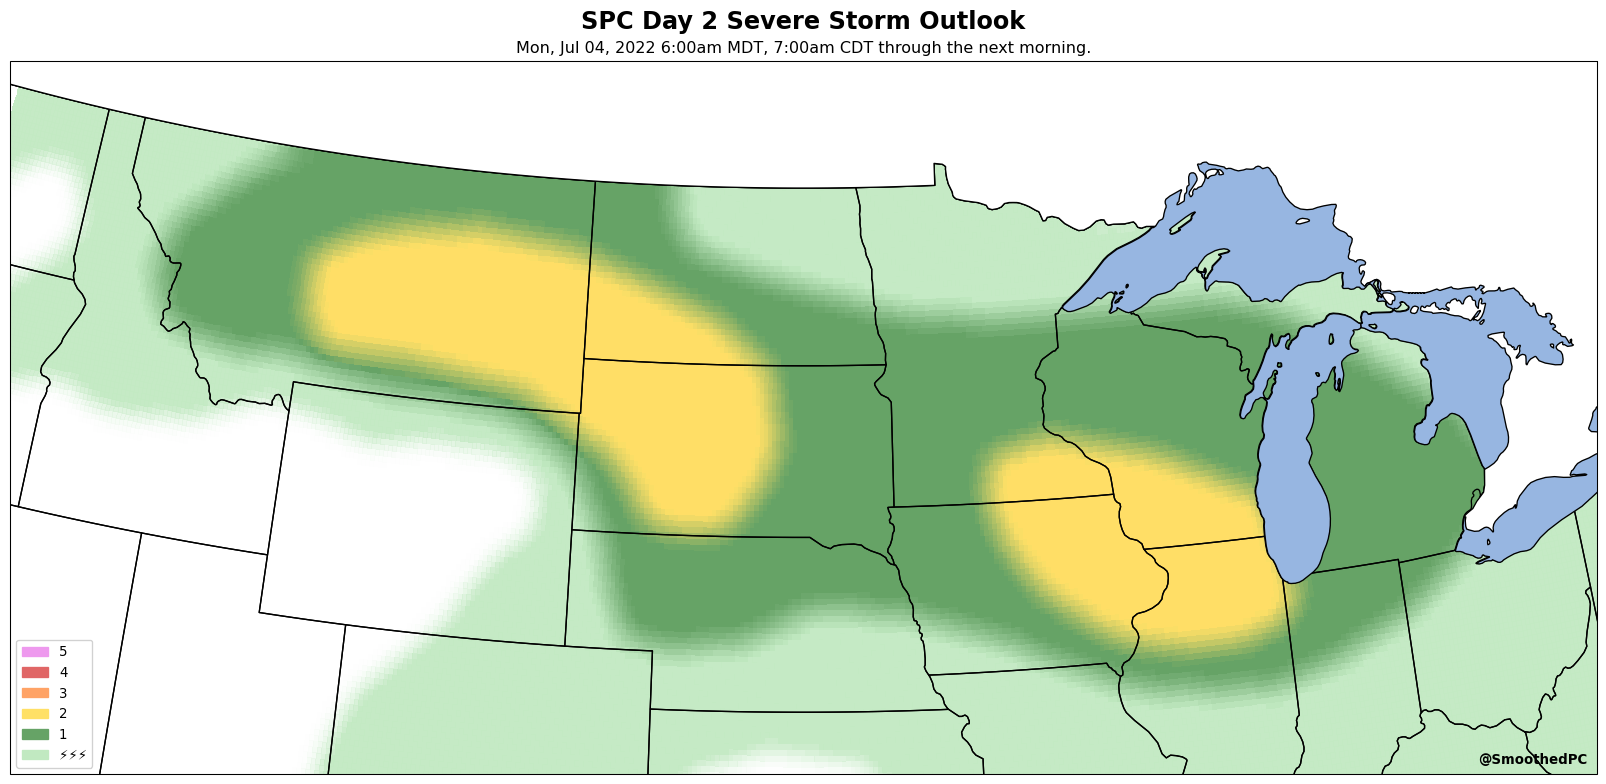 SPC Day 2 Severe Storm Outlook
Mon, Jul 04, 2022 6:00am MDT, 7:00am CDT through the next morning.
5
4
3
2
1
⚡⚡⚡
@SmoothedPC